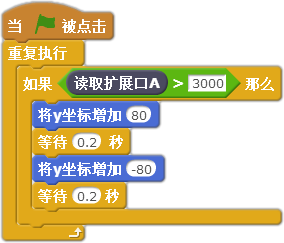 当 被点击
重复执行
如果 读取扩展口A > 3000 那么
将y坐标增加 80
等待 0.2 秒
将y坐标增加 -80
等待 0.2 秒